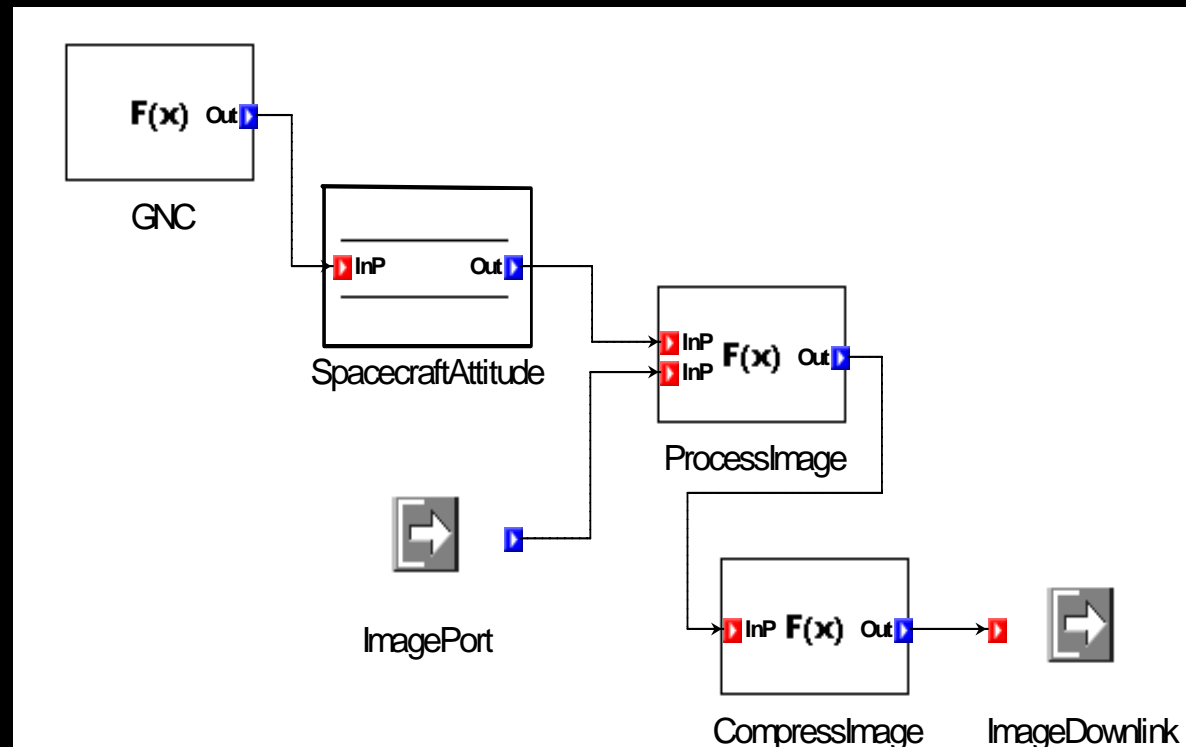 F(x) Out
GNC
InP Out
SpacecraftAttitude
InP
InP
F(x) Out
ProcessImage
ImagePort
InP F(x) Out
CompressImage
ImageDownlink